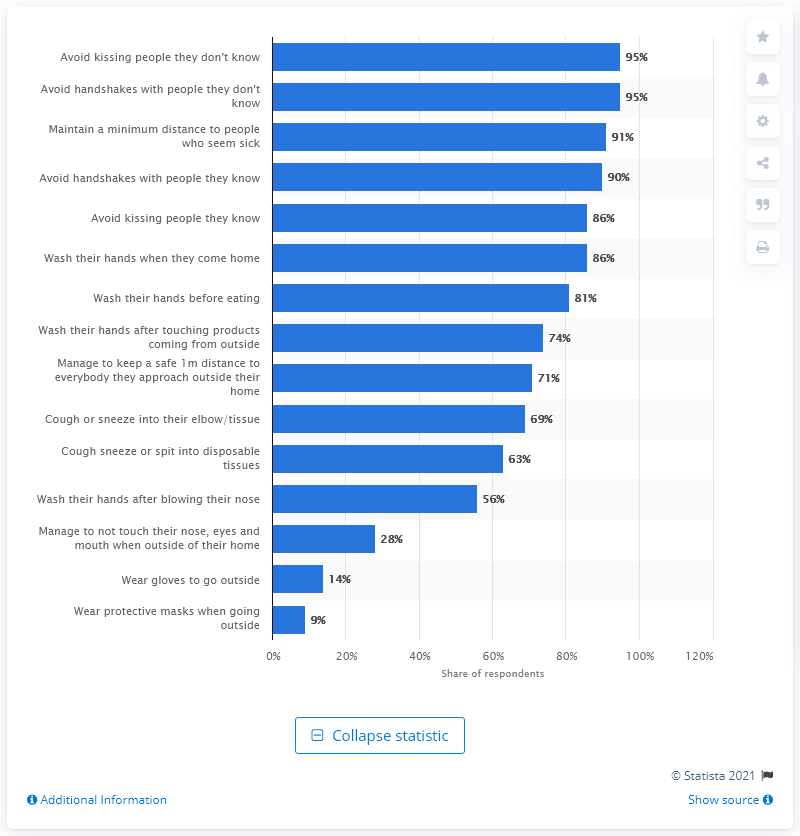 Avoid kissing people they don't know
95%
Avoid handshakes with people they don't
know
95%
Maintain a minimum distance to people
who seem sick
91%
Avoid handshakes with people they know
90%
Avoid kissing people they know
86%
Wash their hands when they come home
86%
Wash their hands before eating
81%
Wash their hands after touching products
coming from outside
74%
Manage to keep a safe 1m distance to
everybody they approach outside their
home
71%
Cough or sneeze into their elbow/tissue
69%
Cough sneeze or spit into disposable
tissues
63%
Wash their hands after blowing their nose
56%
Manage to not touch their nose, eyes and
mouth when outside of their home
28%
Wear gloves to go outside
14%
Wear protective masks when going
outside
9%
0% 20% 40% 60% 80% 100% 120%
Share of respondents
Collapse statistic
© Statista 2021
Additional Information
Show source